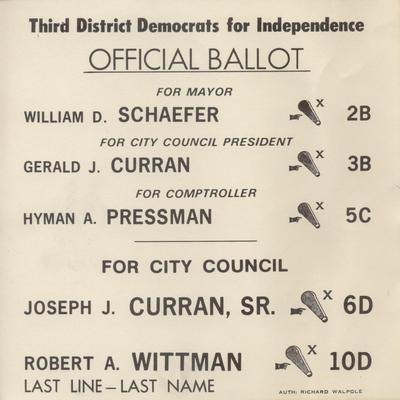 Third District Democrats for Independence
OFFICIAL BALLOT
FOR MAYOR
WILLIAM D. SCHAEFER X 2B
FOR CITY COUNCIL PRESIDENT
GERALD J. CURRAN X 3B
FOR COMPTROLLER
HYMAN A. PRESSMAN X 5C
FOR CITY COUNCIL
JOSEPH J. CURRAN, SR. X 6D
ROBERT A. WITTMAN X 10D
LAST LINE – LAST NAME
AUTH: RICHARD WALPOLE